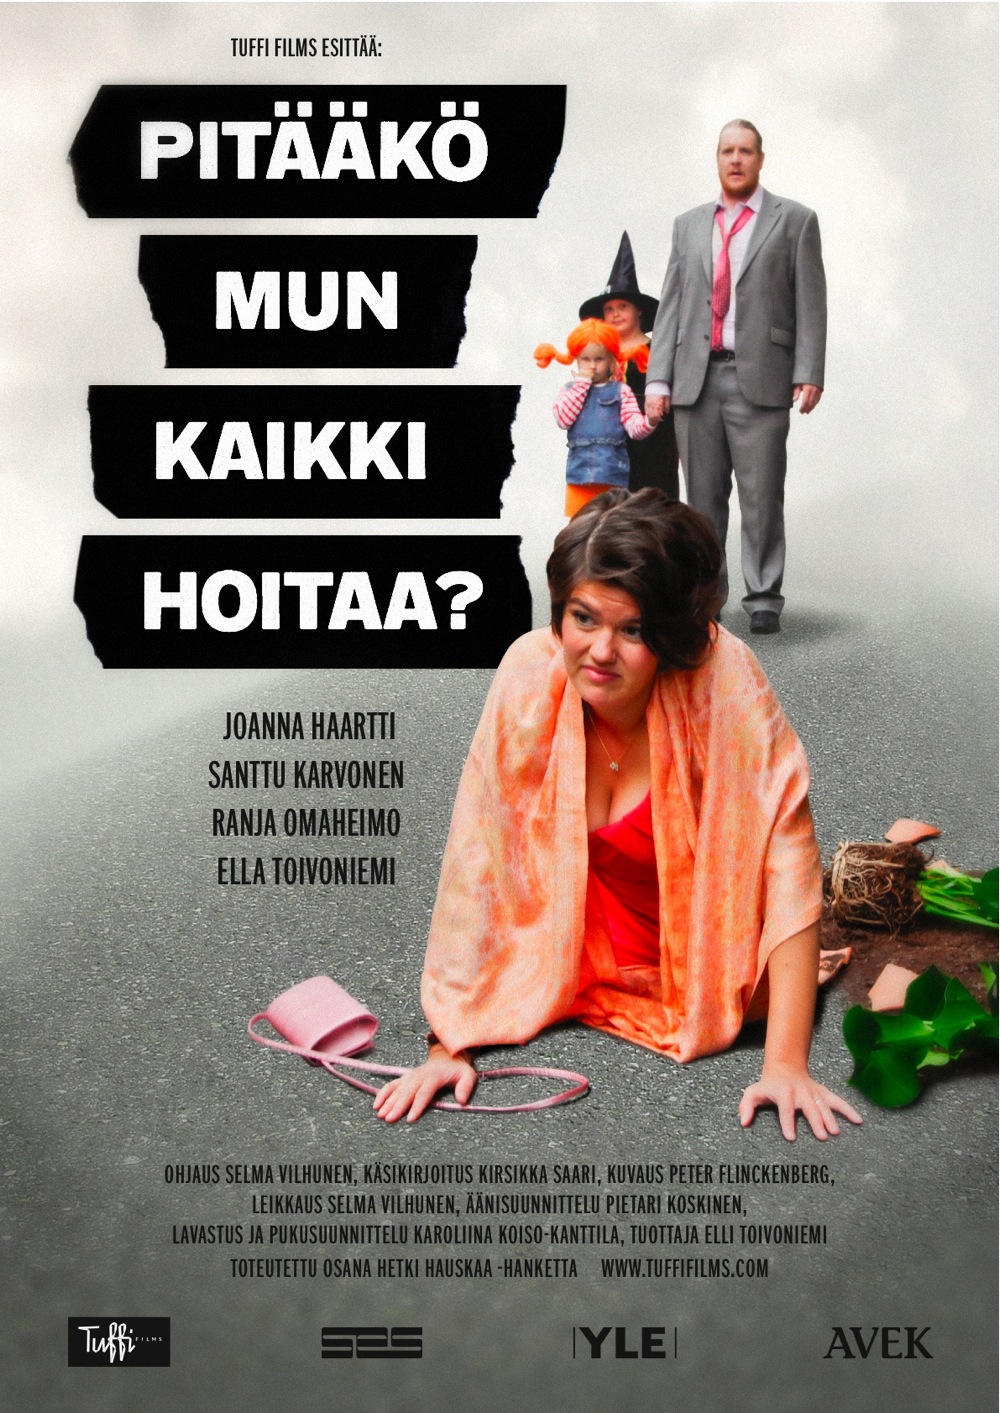 TUFFI FILMS ESITTÄÄ:
PITÄÄKÖ
MUN
KAIKKI
HOITAA?
JOANNA HAARTTI
SANTTU KARVONEN
RANJA OMAHEIMO
ELLA TOIVONIEMI
OHJAUS SELMA VILHUNEN, KÄSIKIRJOITUS KIRSIKKA SAARI, KUVAUS PETER FLINCKENBERG,
LEIKKAUS SELMA VILHUNEN, ÄÄNISUUNNITTELU PIETARI KOSKINEN,
LAVASTUS JA PUKUSUUNNITTELU KAROLIINA KOISO-KANTTILA, TUOTTAJA ELLI TOIVONIEMI
TOTEUTETTU OSANA HETKI HAUSKAA -HANKETTA WWW.TUFFIFILMS.COM
Tuffi FILMS
SES
YLE
AVEK